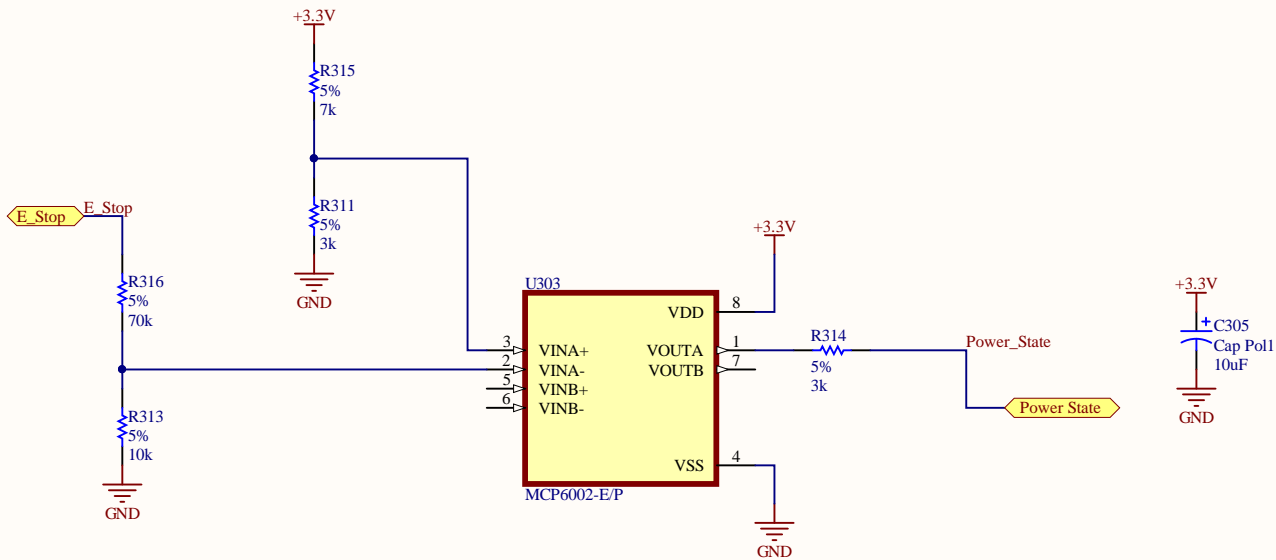 +3.3V
R315
5%
7k
E_Stop
E_Stop
R311
5%
3k
GND
+3.3V
R316
5%
70k
U303
+3.3V
VDD
8
C305
Cap Pol1
10uF
GND
3
VINA+
VOUTA
1
R314
5%
3k
Power_State
2
VINA-
VOUTB
7
5
VINB+
6
VINB-
Power State
R313
5%
10k
GND
VSS
4
MCP6002-E/P
GND